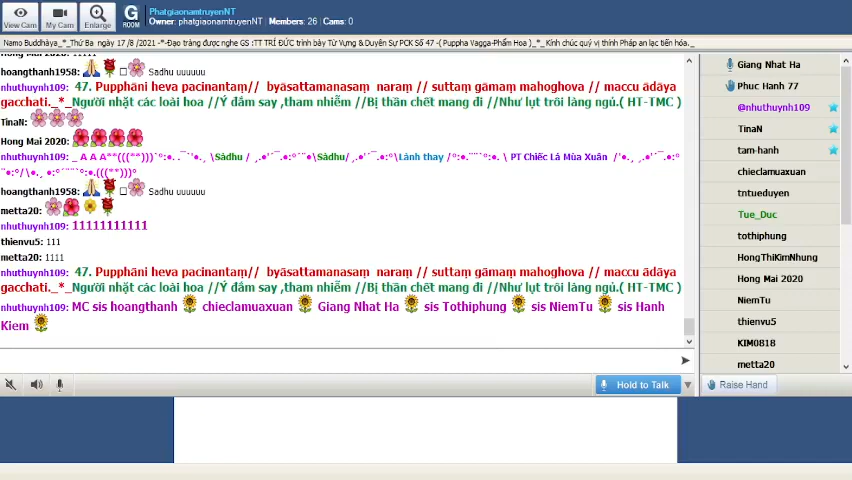 View Cam
My Cam
Enlarge
G
ROOM
PhatgiaonamtruyenNT
Owner: phatgiaonamtruyenNT | Members: 26 | Cams: 0
Namo Buddhàya_*_Thứ Ba ngày 17 /8 /2021 -*-Đạo tràng được nghe GS :TT TRÍ ĐỨC trình bày Từ Vựng & Duyên Sự PCK Số 47 -( Puppha Vagga-Phẩm Hoa )_*_ Kính chúc quý vị thính Pháp an lạc tiến hóa._
hoangthanh1958: Sadhu uuuuuu
nhuthuynh109: 47. Pupphāni heva pacinantaṃ// byāsattamanasaṃ naraṃ // suttaṃ gāmaṃ mahoghova // maccu ādāya
gacchati._*_Người nhặt các loài hoa //Ý đắm say ,tham nhiễm //Bị thần chết mang đi //Như lụt trôi làng ngủ.( HT-TMC )
TinaN:
Hong Mai 2020:
nhuthuynh109: _ A A A**(((**)))`°:•. . ¯`'•., \Sàdhu / ,.•'´¯.•:°´¨•\Sàdhu/,.•'´¯.•:°\Lành thay /°:•.¨¨`°:•. \ PT Chiếc Lá Mùa Xuân /'•., ,.•'´¯.•:°
¨•:°/\•., •:°´¨¨`°:•.(((**)))°:•
hoangthanh1958: Sadhu uuuuuu
metta20:
nhuthuynh109: 11111111111
thienvu5: 111
metta20: 1111
nhuthuynh109: 47. Pupphāni heva pacinantaṃ// byāsattamanasaṃ naraṃ // suttaṃ gāmaṃ mahoghova // maccu ādāya
gacchati._*_Người nhặt các loài hoa //Ý đắm say ,tham nhiễm //Bị thần chết mang đi //Như lụt trôi làng ngủ.( HT-TMC )
nhuthuynh109: MC sis hoangthanh chieclamuaxuan Giang Nhat Ha sis Tothiphung sis NiemTu sis Hanh
Kiem
Hold to Talk
Giang Nhat Ha
Phuc Hanh 77
@nhuthuynh109
TinaN
tam-hanh
chieclamuaxuan
tntueduyen
Tue_Duc
tothiphung
HongThiKimNhung
Hong Mai 2020
NiemTu
thienvu5
KIM0818
metta20
Raise Hand